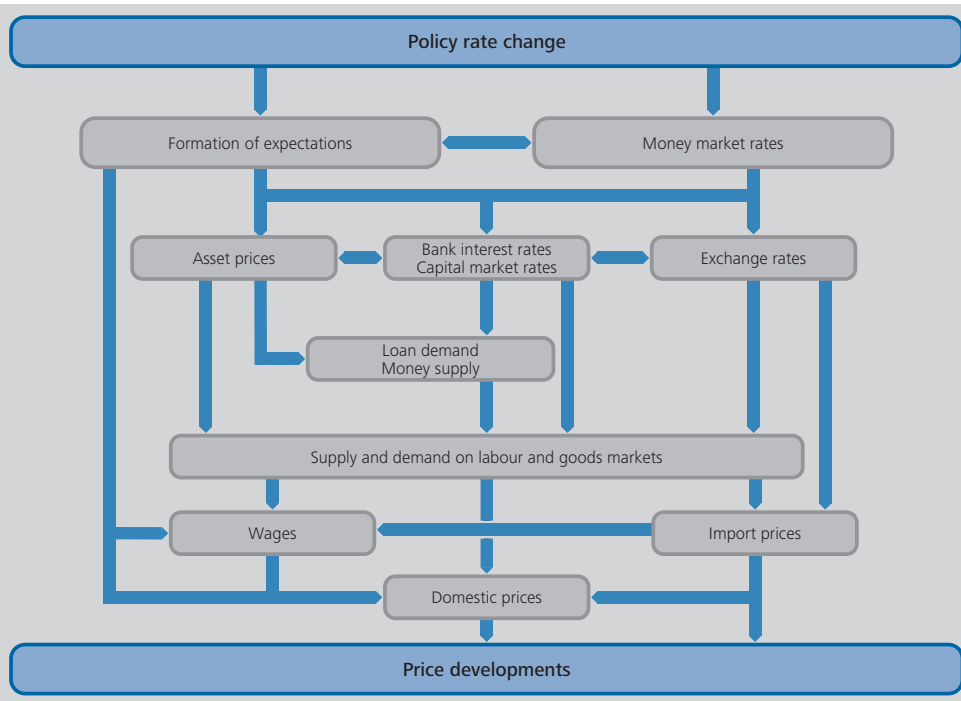 Policy rate change
Formation of expectations
Money market rates
Asset prices
Bank interest rates
Capital market rates
Exchange rates
Loan demand
Money supply
Supply and demand on labour and goods markets
Wages
Import prices
Domestic prices
Price developments